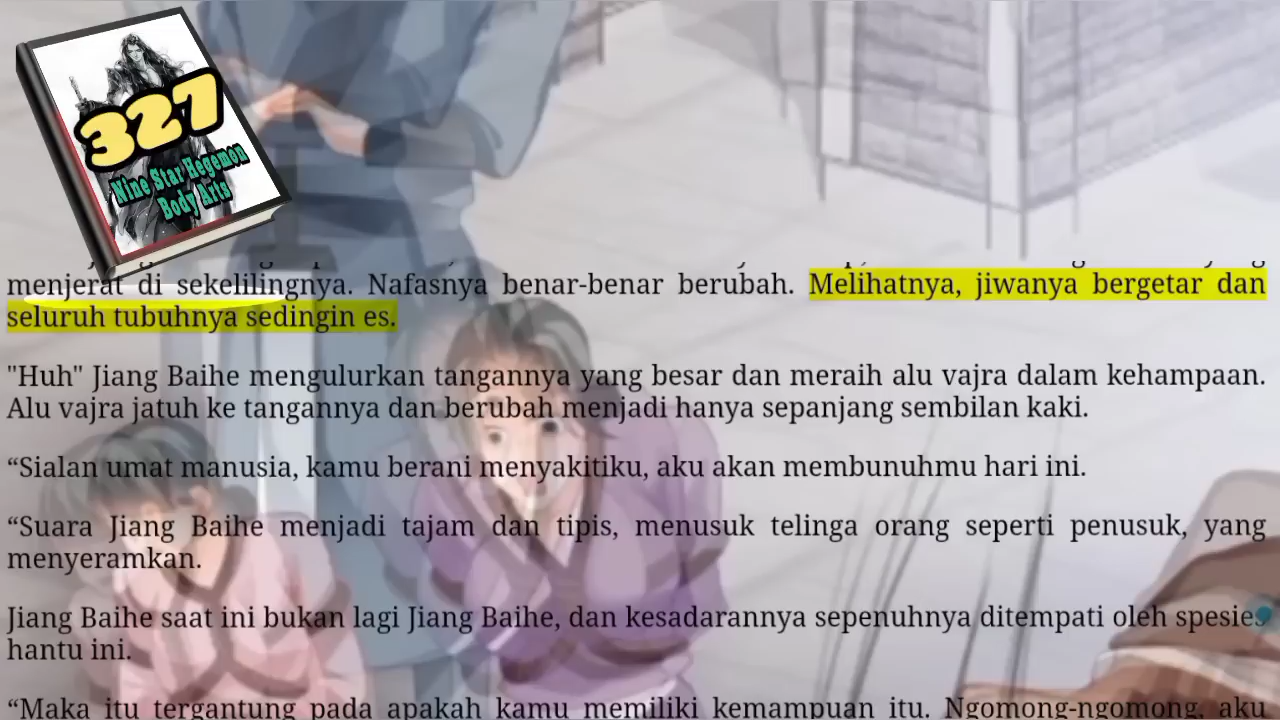 327
Nine Star Hegemon
Body Arts
menjerat di sekelilingnya. Nafasnya benar-benar berubah. Melihatnya, jiwanya bergetar dan
seluruh tubuhnya sedingin es.
"Huh" Jiang Baihe mengulurkan tangannya yang besar dan meraih alu vajra dalam kehampaan.
Alu vajra jatuh ke tangannya dan berubah menjadi hanya sepanjang sembilan kaki.
“Sialan umat manusia, kamu berani menyakitiku, aku akan membunuhmu hari ini.
“Suara Jiang Baihe menjadi tajam dan tipis, menusuk telinga orang seperti penusuk, yang
menyeramkan.
Jiang Baihe saat ini bukan lagi Jiang Baihe, dan kesadarannya sepenuhnya ditempati oleh spesies
hantu ini.
“Maka itu tergantung pada apakah kamu memiliki kemampuan itu. Ngomong-ngomong, aku